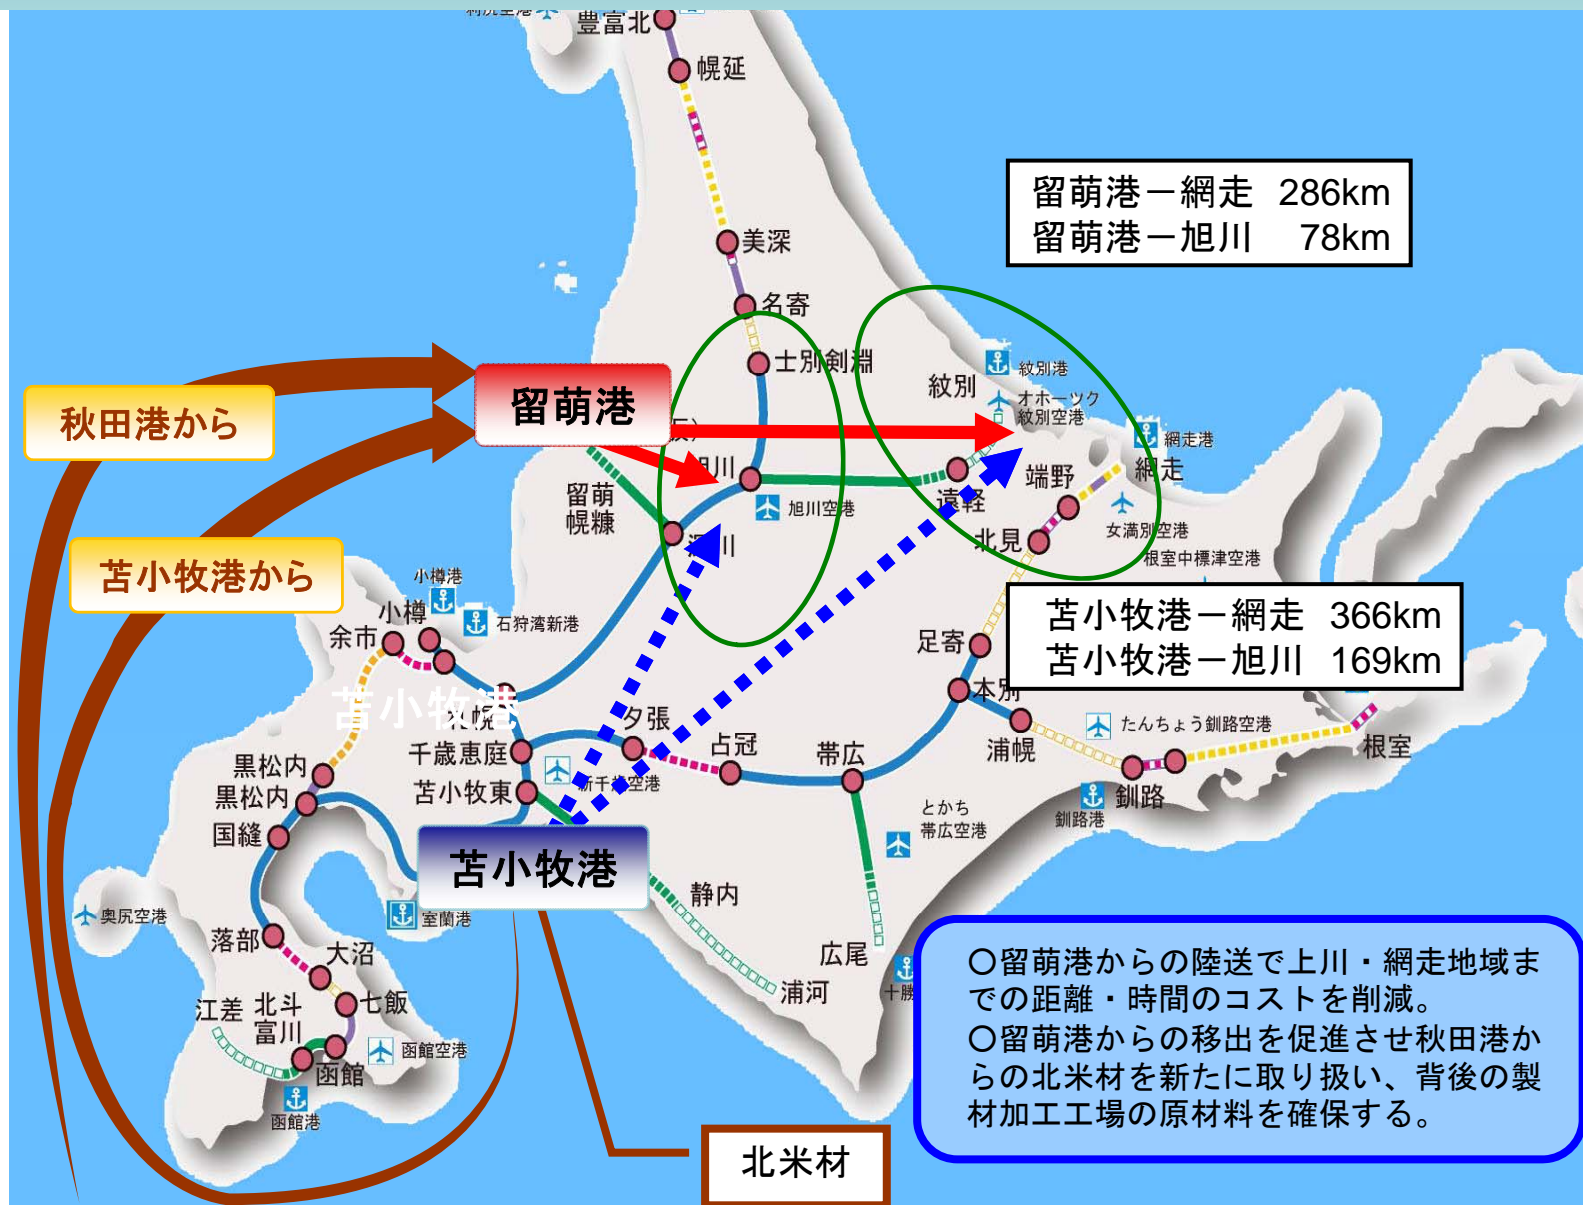 利尻空港
豊富北
幌延
留萌港－網走 286km
留萌港－旭川 78km
美深
名寄
士別剣淵
紋別港
紋別
オホーツク
紋別空港
留萌港
秋田港から
網走港
網走
旭川
遠軽
端野
留萌
幌糠
旭川空港
女満別空港
深川
北見
根室中標津空港
苫小牧港から
小樽港
小樽
石狩湾新港
余市
苫小牧港－網走 366km
苫小牧港－旭川 169km
足寄
本別
苫小牧港
札幌
夕張
たんちょう釧路空港
浦幌
根室
千歳恵庭
占冠
帯広
黒松内
新千歳空港
苫小牧東
黒松内
釧路
とかち
帯広空港
釧路港
国縫
苫小牧港
静内
奥尻空港
室蘭港
落部
大沼
広尾
十勝
浦河
江差
北斗
富川
七飯
函館空港
函館
函館港
○留萌港からの陸送で上川・網走地域ま
での距離・時間のコストを削減。
○留萌港からの移出を促進させ秋田港か
らの北米材を新たに取り扱い、背後の製
材加工工場の原材料を確保する。
北米材